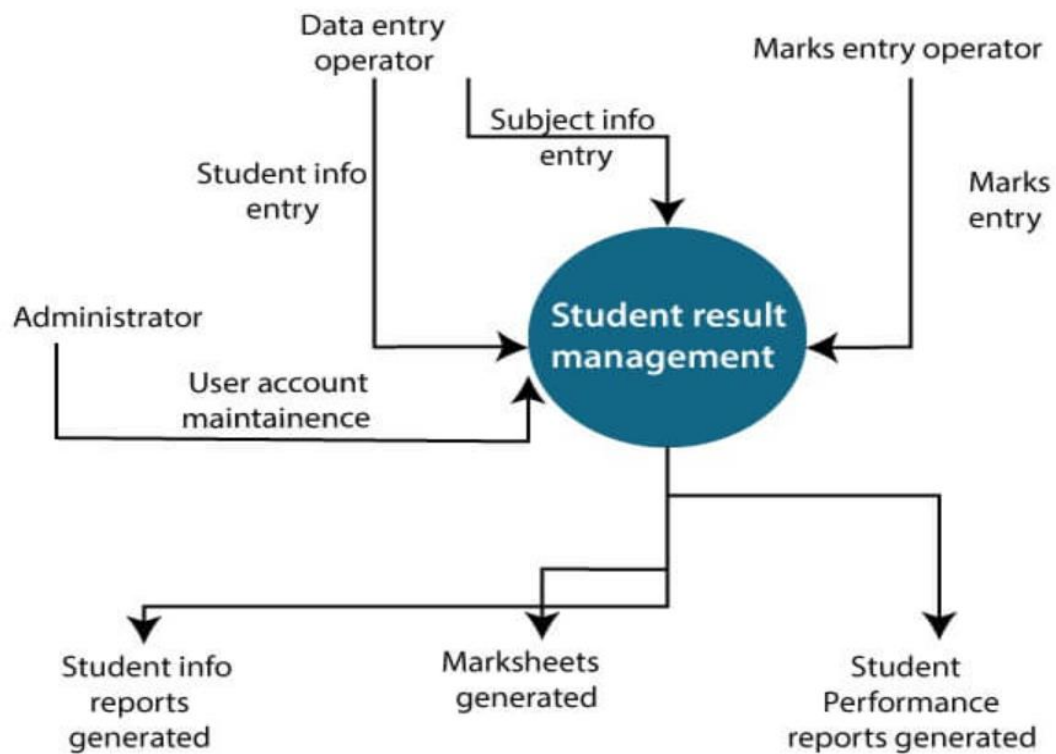 Data entry
operator
Marks entry operator
Subject info
entry
Student info
entry
Marks
entry
Administrator
Student result
management
User account
maintainence
Student info
reports
generated
Marksheets
generated
Student
Performance
reports generated